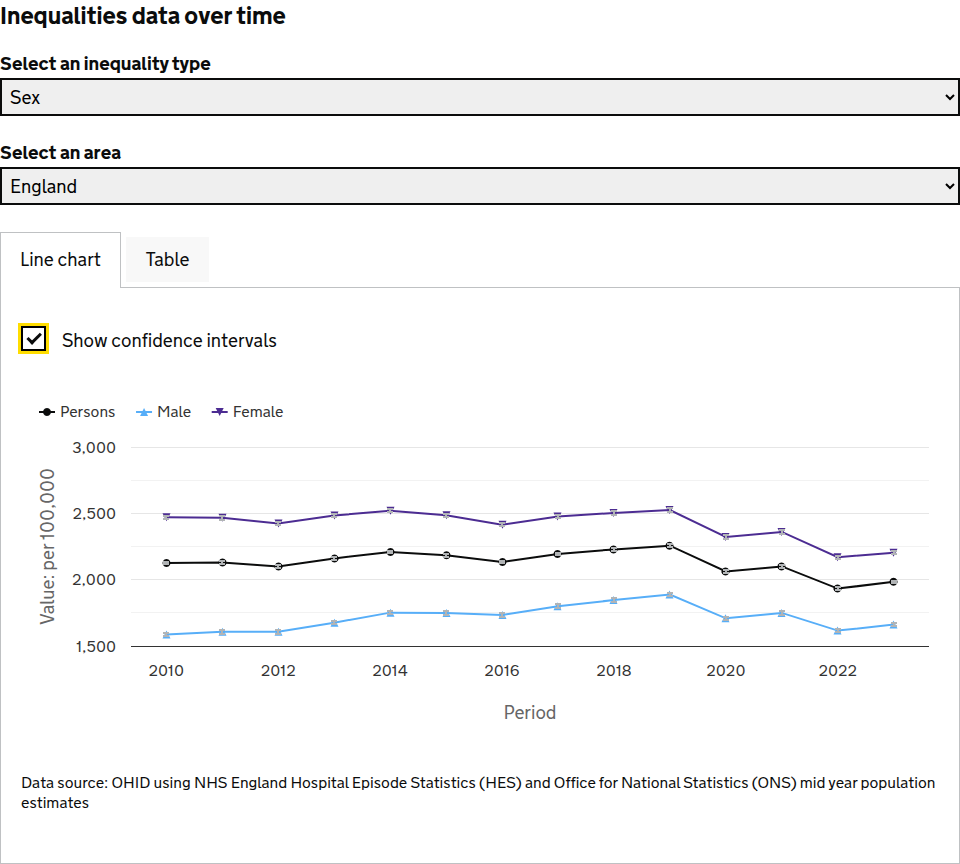 Inequalities data over time
Select an inequality type
Sex
Select an area
England
Line chart
Table
Show confidence intervals
Persons
Male
Female
3,000
2,500
2,000
1,500
Value: per 100,000
2010
2012
2014
2016
2018
2020
2022
Period
Data source: OHID using NHS England Hospital Episode Statistics (HES) and Office for National Statistics (ONS) mid year population
estimates